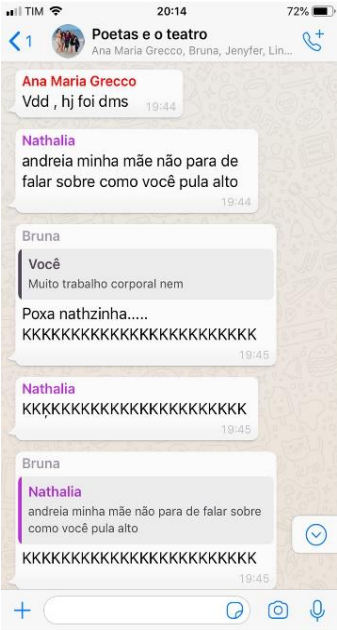 TIM 20:14 72%
1 Poetas e o teatro
Ana Maria Grecco, Bruna, Jenyfer, Lin...
Ana Maria Grecco
Vdd , hj foi dms 19:44
Nathalia
andreia minha mãe não para de
falar sobre como você pula alto
19:44
Bruna
Você
Muito trabalho corporal nem
Poxa nathzinha.....
KKKKKKKKKKKKKKKKKKKKKKK
19:45
Nathalia
KKĶKKKKKKKKKKKKKKKKKKK
19:45
Bruna
Nathalia
andreia minha mãe não para de falar sobre
como você pula alto
KKKKKKKKKKKKKKKKKKKKKKK
19:45